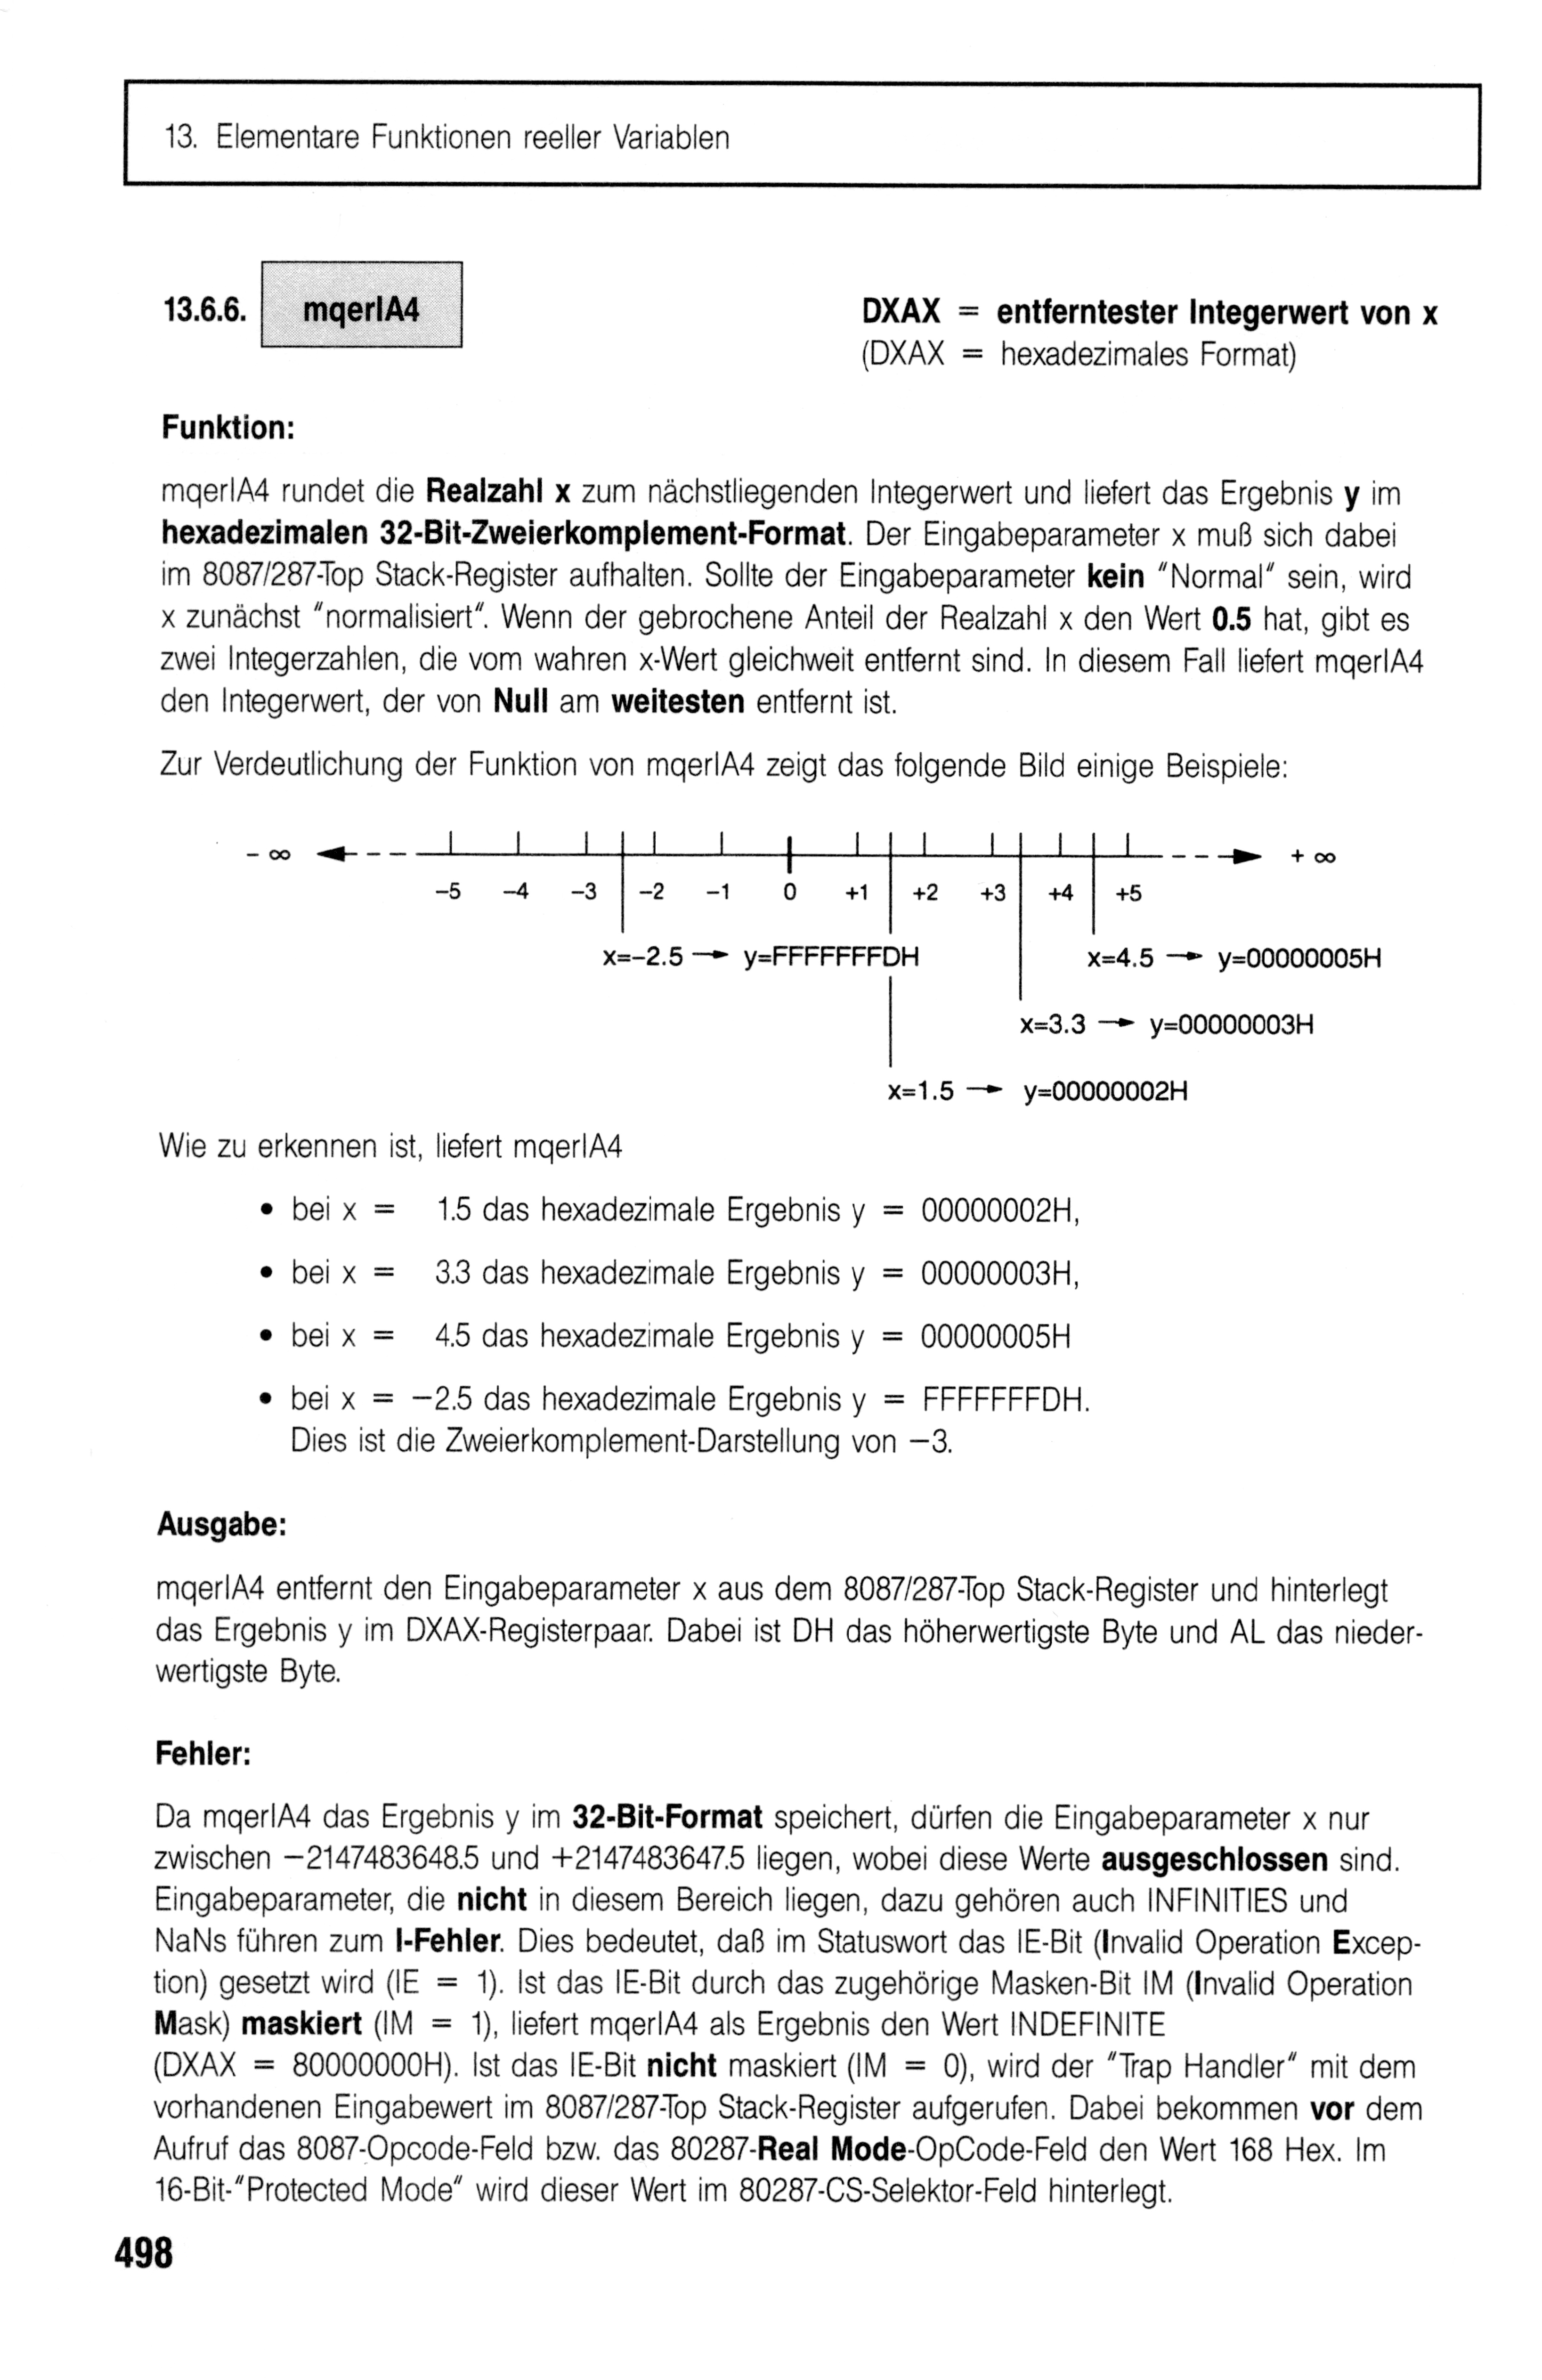 13. Elementare Funktionen reeller Variablen
13.6.6. mqerIA4 DXAX = entferntester Integerwert von x
(DXAX = hexadezimales Format)
Funktion:
mqerIA4 rundet die Realzahl x zum nächstliegenden Integerwert und liefert das Ergebnis y im
hexadezimalen 32-Bit-Zweierkomplement-Format. Der Eingabeparameter x muß sich dabei
im 8087/287-Top Stack-Register aufhalten. Sollte der Eingabeparameter kein "Normal" sein, wird
x zunächst "normalisiert". Wenn der gebrochene Anteil der Realzahl x den Wert 0.5 hat, gibt es
zwei Integerzahlen, die vom wahren x-Wert gleichweit entfernt sind. In diesem Fall liefert mqerIA4
den Integerwert, der von Null am weitesten entfernt ist.
Zur Verdeutlichung der Funktion von mqerIA4 zeigt das folgende Bild einige Beispiele:
– ∞ + ∞
–5 –4 –3 –2 –1 0 +1 +2 +3 +4 +5
x=–2.5 → y=FFFFFFFDH x=4.5 → y=00000005H
x=3.3 → y=00000003H
x=1.5 → y=00000002H
Wie zu erkennen ist, liefert mqerIA4
• bei x = 1.5 das hexadezimale Ergebnis y = 00000002H,
• bei x = 3.3 das hexadezimale Ergebnis y = 00000003H,
• bei x = 4.5 das hexadezimale Ergebnis y = 00000005H
• bei x = –2.5 das hexadezimale Ergebnis y = FFFFFFFDH.
Dies ist die Zweierkomplement-Darstellung von –3.
Ausgabe:
mqerIA4 entfernt den Eingabeparameter x aus dem 8087/287-Top Stack-Register und hinterlegt
das Ergebnis y im DXAX-Registerpaar. Dabei ist DH das höherwertigste Byte und AL das nieder-
wertigste Byte.
Fehler:
Da mqerIA4 das Ergebnis y im 32-Bit-Format speichert, dürfen die Eingabeparameter x nur
zwischen –2147483648.5 und +2147483647.5 liegen, wobei diese Werte ausgeschlossen sind.
Eingabeparameter, die nicht in diesem Bereich liegen, dazu gehören auch INFINITIES und
NaNs führen zum I-Fehler. Dies bedeutet, daß im Statuswort das IE-Bit (Invalid Operation Excep-
tion) gesetzt wird (IE = 1). Ist das IE-Bit durch das zugehörige Masken-Bit IM (Invalid Operation
Mask) maskiert (IM = 1), liefert mqerIA4 als Ergebnis den Wert INDEFINITE
(DXAX = 80000000H). Ist das IE-Bit nicht maskiert (IM = 0), wird der "Trap Handler" mit dem
vorhandenen Eingabewert im 8087/287-Top Stack-Register aufgerufen. Dabei bekommen vor dem
Aufruf das 8087-Opcode-Feld bzw. das 80287-Real Mode-OpCode-Feld den Wert 168 Hex. Im
16-Bit-"Protected Mode" wird dieser Wert im 80287-CS-Selektor-Feld hinterlegt.
498